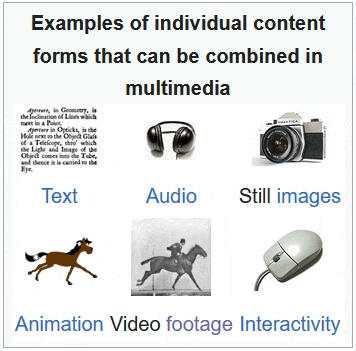 Examples of individual content
forms that can be combined in
multimedia
Aperture, in Geometry, is
the Inclination of Lines which
meet in a Point.
Aperture in Opticks, is the
Hole next to the Object Glass
of a Telescope, thro' which
the Light and Image of the
Object comes into the Tube,
and thence it is carried to the
Eye.
PRAKTICA
Text Audio Still images
Animation Video footage Interactivity